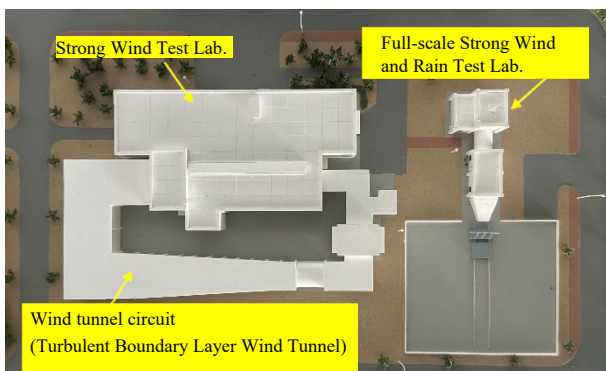 Strong Wind Test Lab.
Full-scale Strong Wind
and Rain Test Lab.
Wind tunnel circuit
(Turbulent Boundary Layer Wind Tunnel)